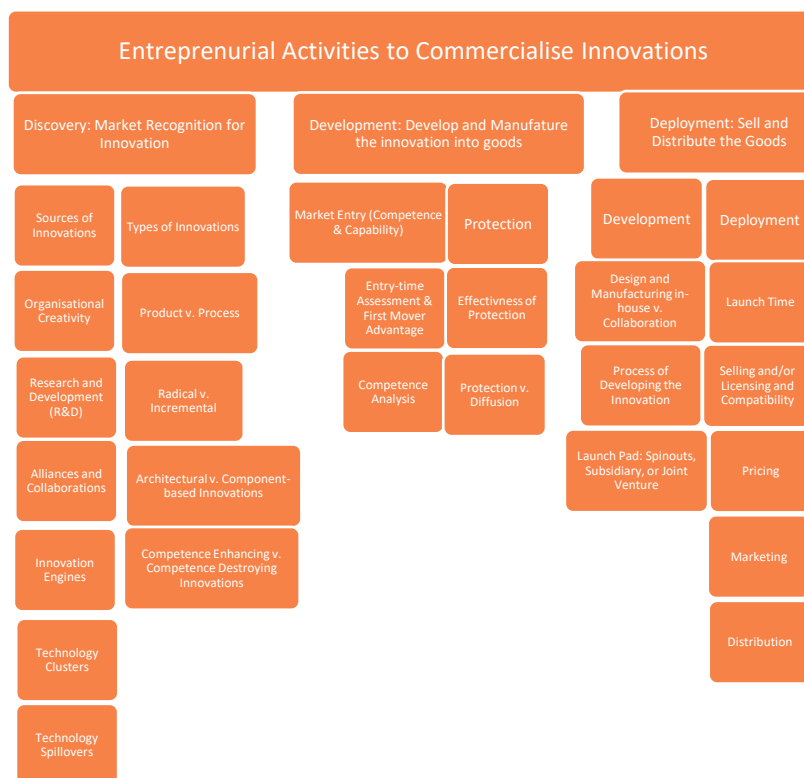 Entreprenurial Activities to Commercialise Innovations
Discovery: Market Recognition for
Innovation
Development: Develop and Manufature
the innovation into goods
Deployment: Sell and
Distribute the Goods
Sources of
Innovations
Organisational
Creativity
Research and
Development
(R&D)
Alliances and
Collaborations
Innovation
Engines
Technology
Clusters
Technology
Spillovers
Types of Innovations
Product v. Process
Radical v.
Incremental
Architectural v. Component-
based Innovations
Competence Enhancing v.
Competence Destroying
Innovations
Market Entry (Competence
& Capability)
Entry-time
Assessment &
First Mover
Advantage
Competence
Analysis
Protection
Effectivness of
Protection
Protection v.
Diffusion
Development
Design and
Manufacturing in-
house v.
Collaboration
Process of
Developing the
Innovation
Launch Pad: Spinouts,
Subsidiary, or Joint
Venture
Deployment
Launch Time
Selling and/or
Licensing and
Compatibility
Pricing
Marketing
Distribution